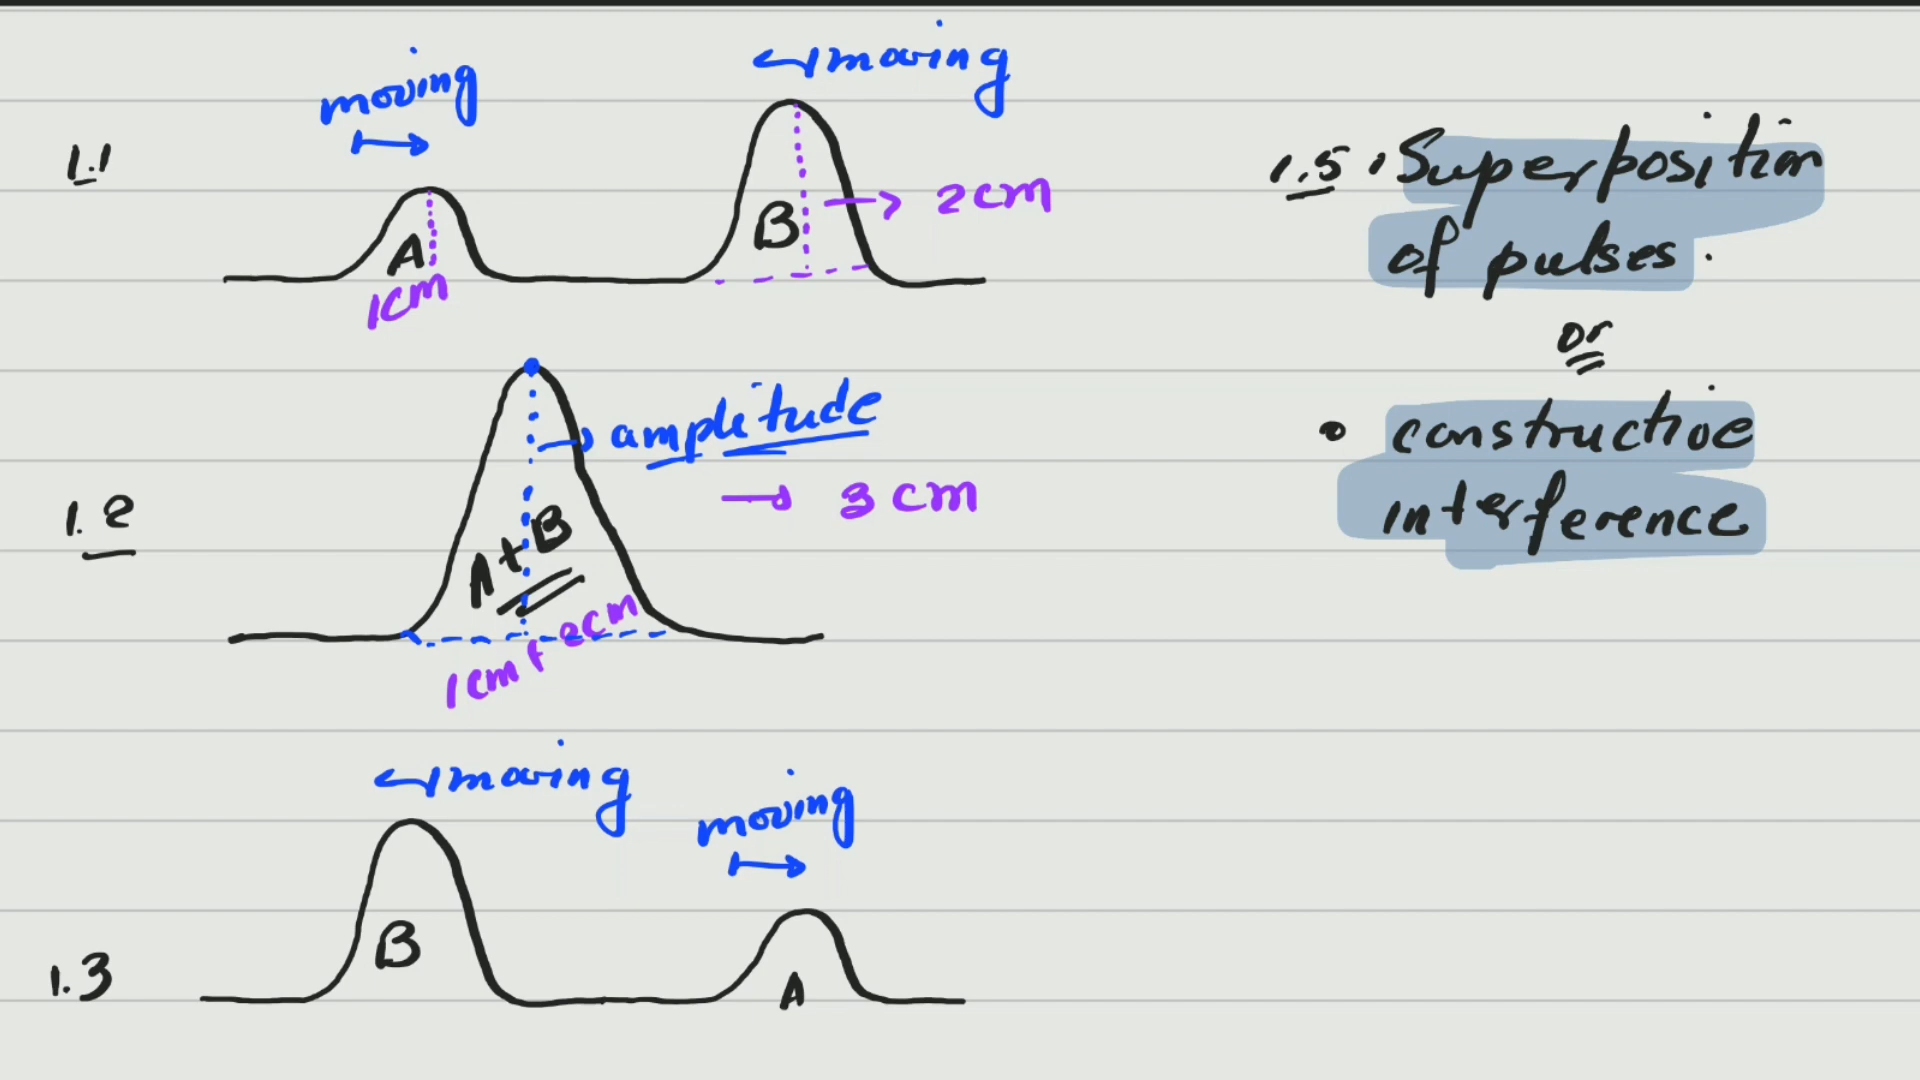 moving
←moving
1.1
→
A
B
→ 2cm
1cm
→ amplitude
→ 3 cm
1.2
A+B
1cm + 2cm
←moving
moving
→
1.3
B
A
1.5 • Superposition
of pulses.
or
• constructive
interference